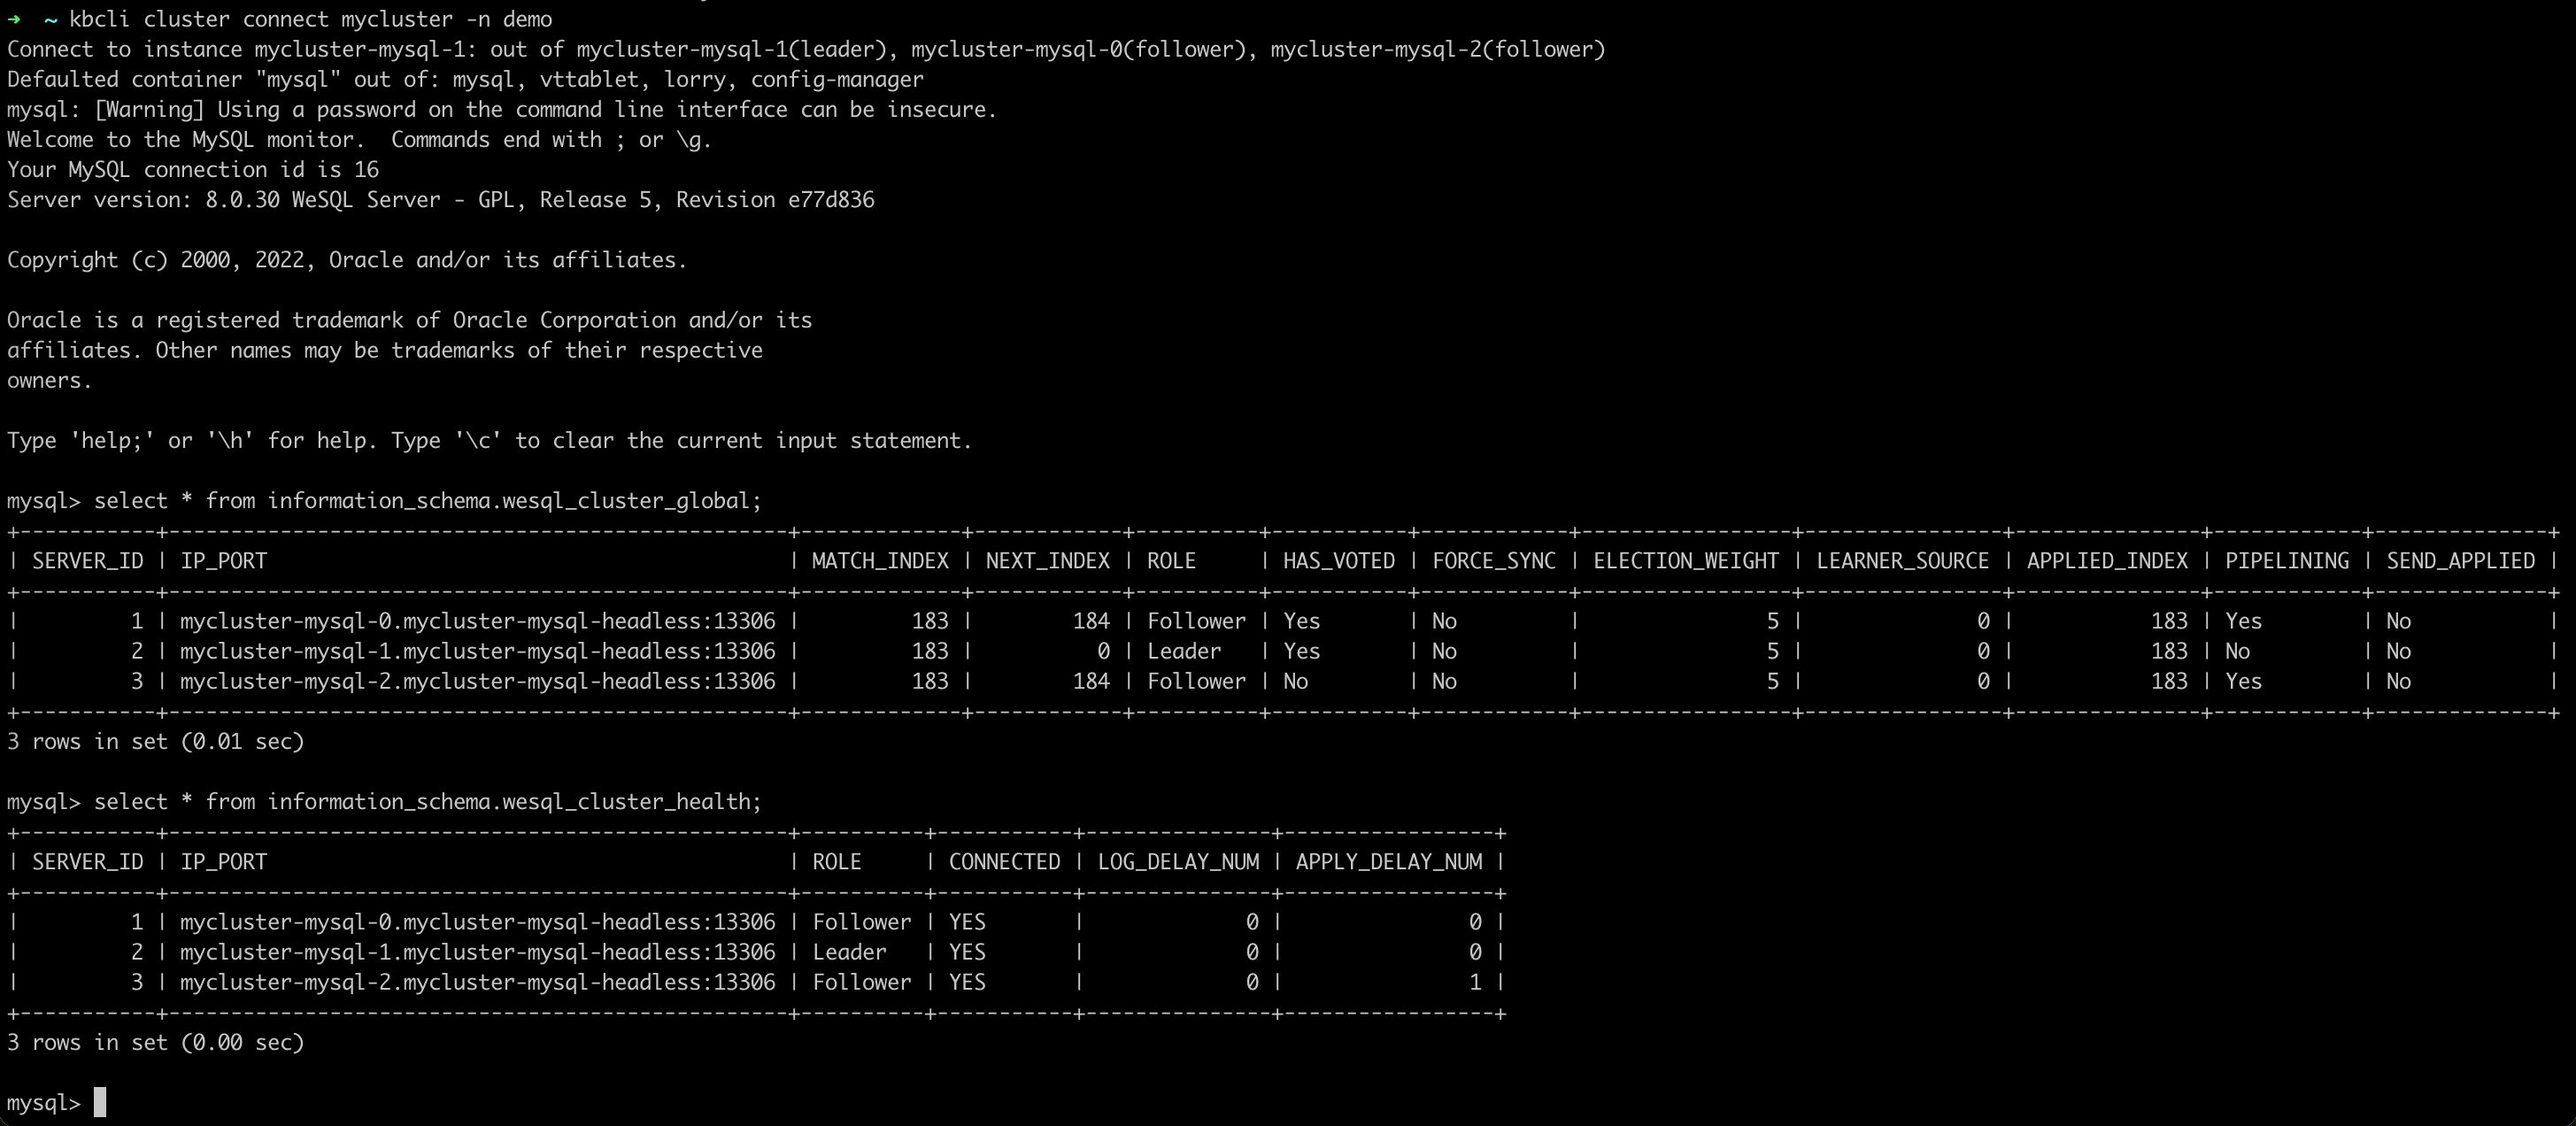 ➜  ~ kbcli cluster connect mycluster -n demo
Connect to instance mycluster-mysql-1: out of mycluster-mysql-1(leader), mycluster-mysql-0(follower), mycluster-mysql-2(follower)
Defaulted container "mysql" out of: mysql, vttablet, lorry, config-manager
mysql: [Warning] Using a password on the command line interface can be insecure.
Welcome to the MySQL monitor.  Commands end with ; or \g.
Your MySQL connection id is 16
Server version: 8.0.30 WeSQL Server - GPL, Release 5, Revision e77d836

Copyright (c) 2000, 2022, Oracle and/or its affiliates.

Oracle is a registered trademark of Oracle Corporation and/or its
affiliates. Other names may be trademarks of their respective
owners.

Type 'help;' or '\h' for help. Type '\c' to clear the current input statement.

mysql> select * from information_schema.wesql_cluster_global;
+-----------+--------------------------------------------------+-------------+------------+----------+-----------+------------+-----------------+----------------+---------------+------------+--------------+
| SERVER_ID | IP_PORT                                          | MATCH_INDEX | NEXT_INDEX | ROLE     | HAS_VOTED | FORCE_SYNC | ELECTION_WEIGHT | LEARNER_SOURCE | APPLIED_INDEX | PIPELINING | SEND_APPLIED |
+-----------+--------------------------------------------------+-------------+------------+----------+-----------+------------+-----------------+----------------+---------------+------------+--------------+
|         1 | mycluster-mysql-0.mycluster-mysql-headless:13306 |         183 |        184 | Follower | Yes       | No         |               5 |              0 |           183 | Yes        | No           |
|         2 | mycluster-mysql-1.mycluster-mysql-headless:13306 |         183 |          0 | Leader   | Yes       | No         |               5 |              0 |           183 | No         | No           |
|         3 | mycluster-mysql-2.mycluster-mysql-headless:13306 |         183 |        184 | Follower | No        | No         |               5 |              0 |           183 | Yes        | No           |
+-----------+--------------------------------------------------+-------------+------------+----------+-----------+------------+-----------------+----------------+---------------+------------+--------------+
3 rows in set (0.01 sec)

mysql> select * from information_schema.wesql_cluster_health;
+-----------+--------------------------------------------------+----------+-----------+---------------+-----------------+
| SERVER_ID | IP_PORT                                          | ROLE     | CONNECTED | LOG_DELAY_NUM | APPLY_DELAY_NUM |
+-----------+--------------------------------------------------+----------+-----------+---------------+-----------------+
|         1 | mycluster-mysql-0.mycluster-mysql-headless:13306 | Follower | YES       |             0 |               0 |
|         2 | mycluster-mysql-1.mycluster-mysql-headless:13306 | Leader   | YES       |             0 |               0 |
|         3 | mycluster-mysql-2.mycluster-mysql-headless:13306 | Follower | YES       |             0 |               1 |
+-----------+--------------------------------------------------+----------+-----------+---------------+-----------------+
3 rows in set (0.00 sec)

mysql>